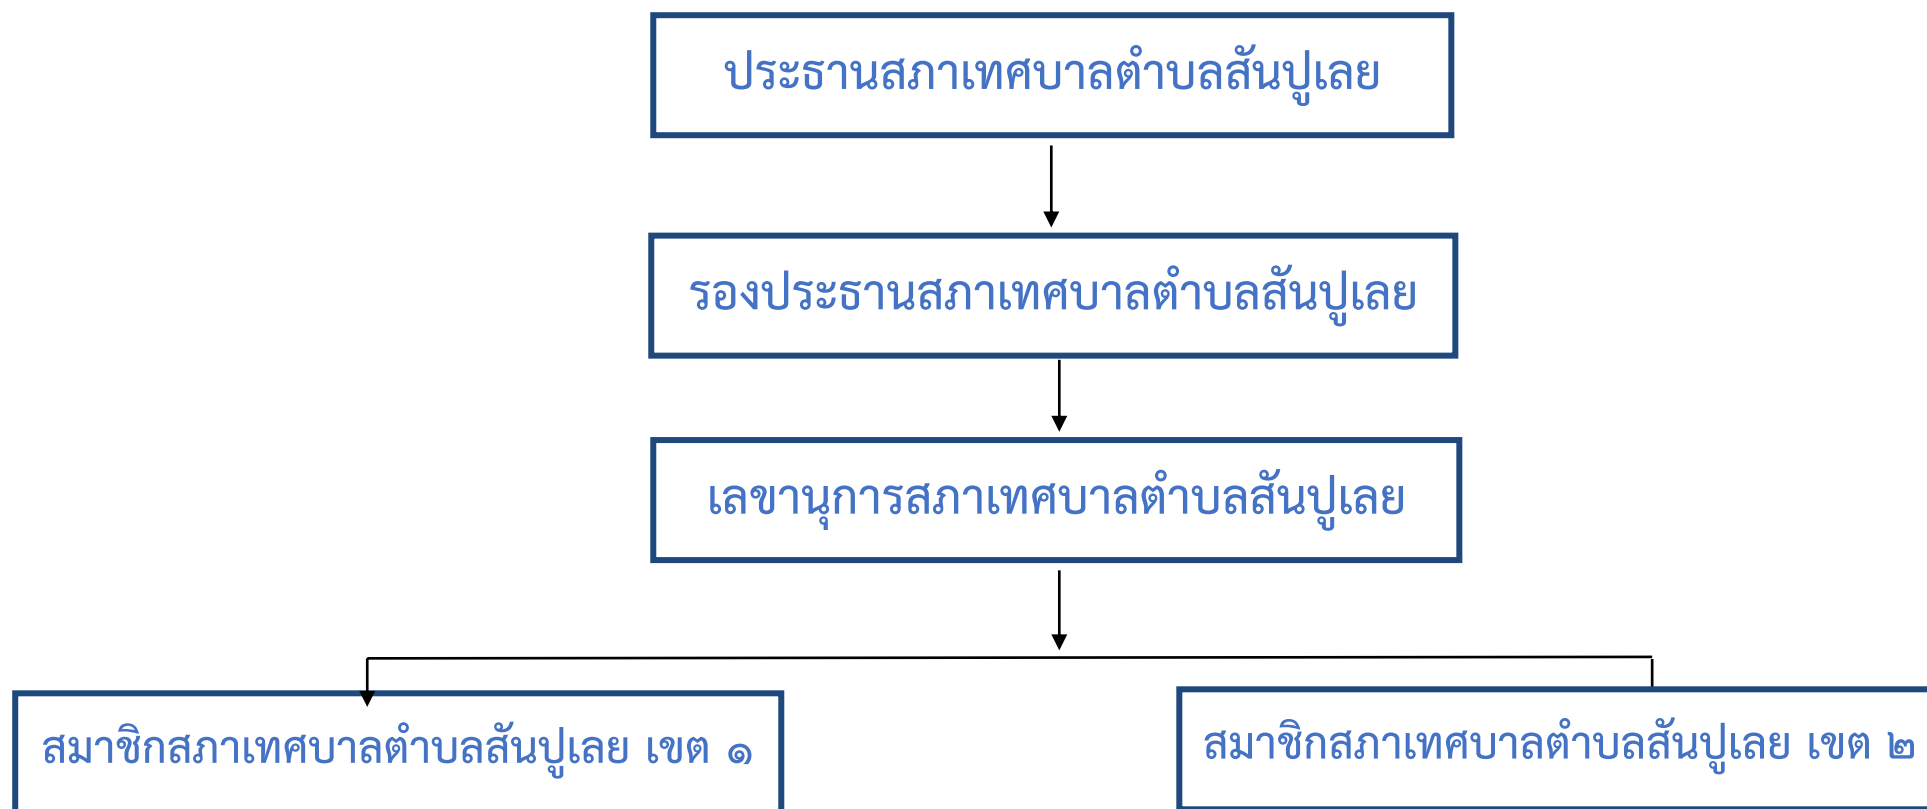 ประธานสภาเทศบาลตำบลสันปูเลย
รองประธานสภาเทศบาลตำบลสันปูเลย
เลขานุการสภาเทศบาลตำบลสันปูเลย
สมาชิกสภาเทศบาลตำบลสันปูเลย เขต ๑
สมาชิกสภาเทศบาลตำบลสันปูเลย เขต ๒